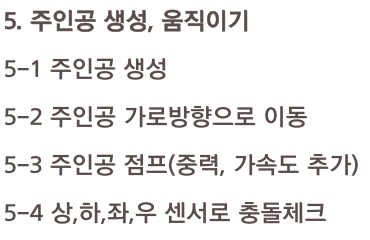 5. 주인공 생성, 움직이기
5-1 주인공 생성
5-2 주인공 가로방향으로 이동
5-3 주인공 점프(중력, 가속도 추가)
5-4 상,하,좌,우 센서로 충돌체크